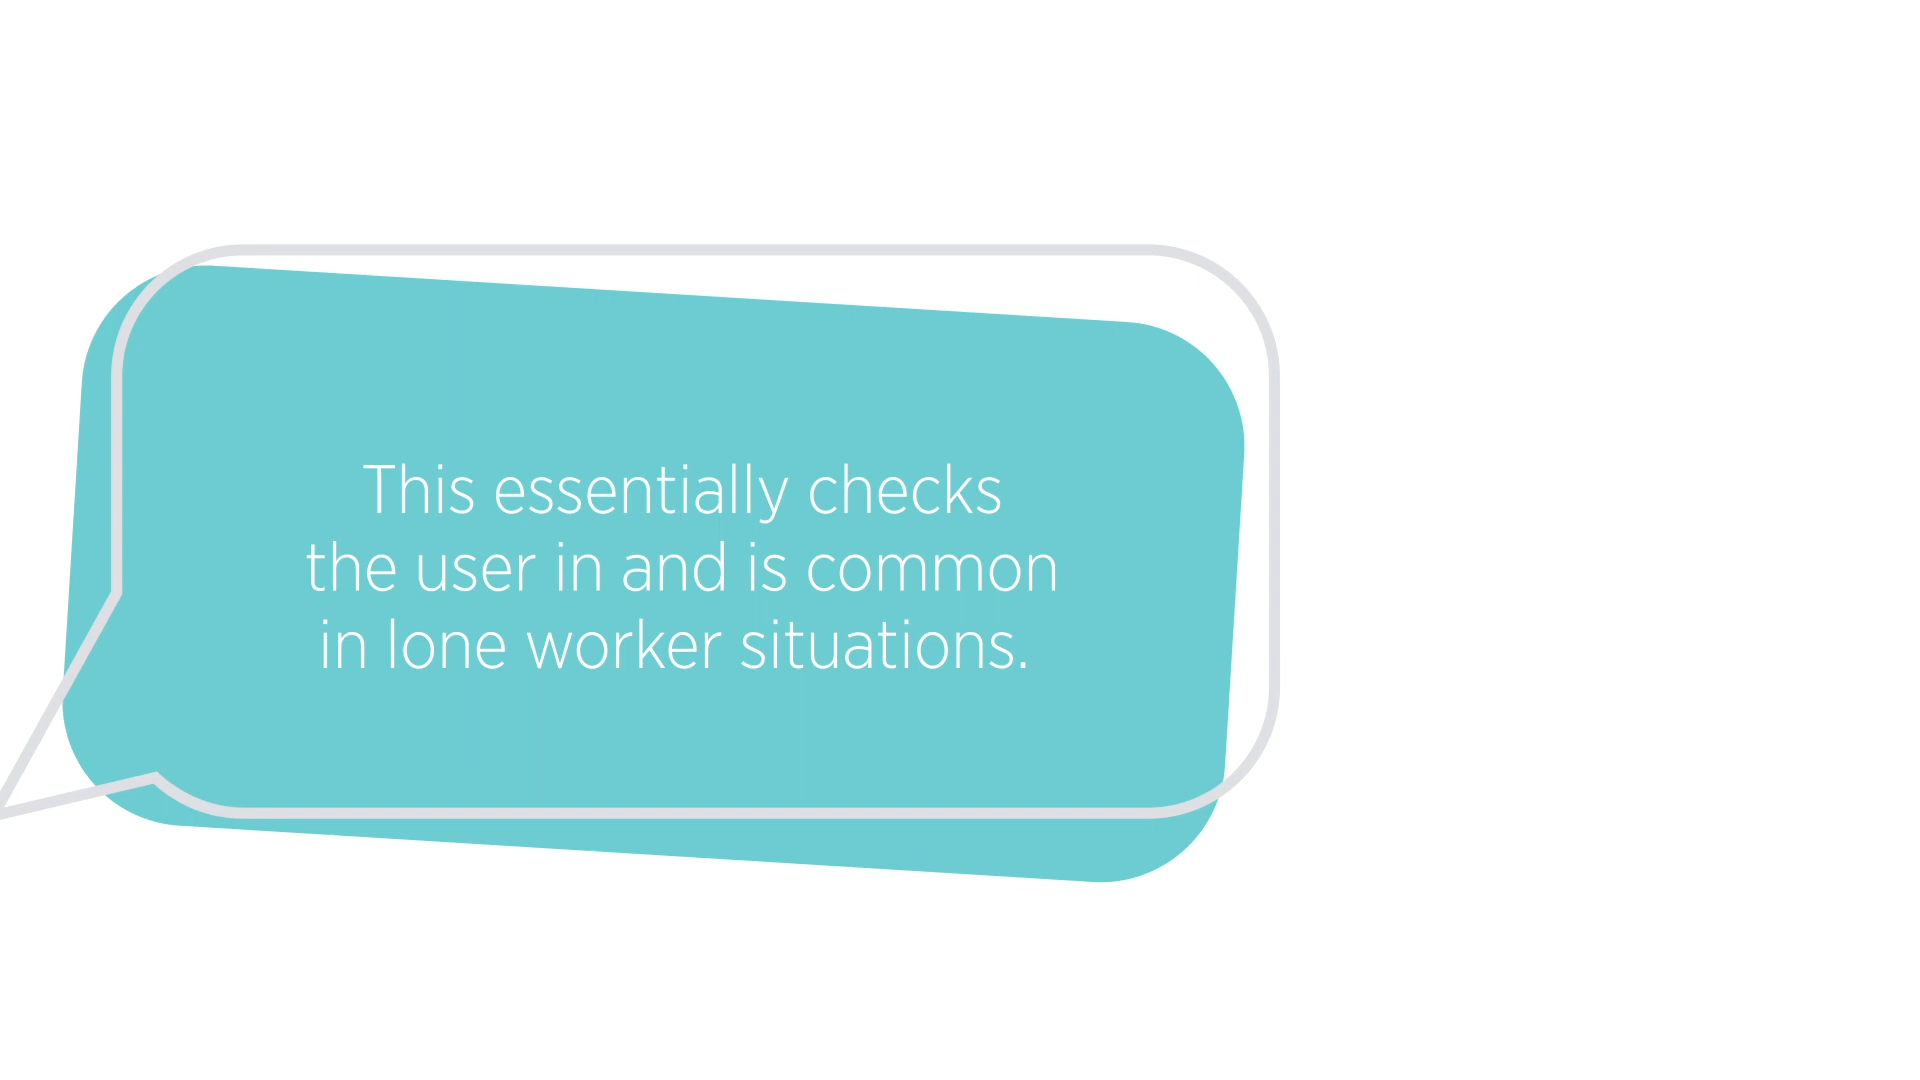 This essentially checks
the user in and is common
in lone worker situations.